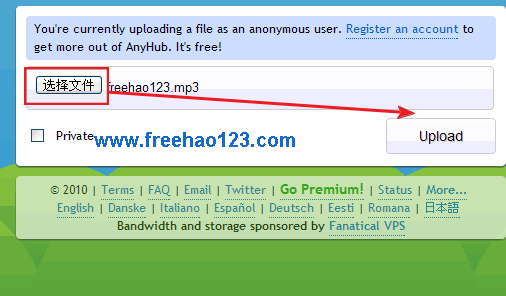 You're currently uploading a file as an anonymous user. Register an account to
get more out of AnyHub. It's free!
选择文件 freehao123.mp3
Private www.freehao123.com Upload
© 2010 | Terms | FAQ | Email | Twitter | Go Premium! | Status | More...
English | Danske | Italiano | Español | Deutsch | Eesti | Romana | 日本語
Bandwidth and storage sponsored by Fanatical VPS